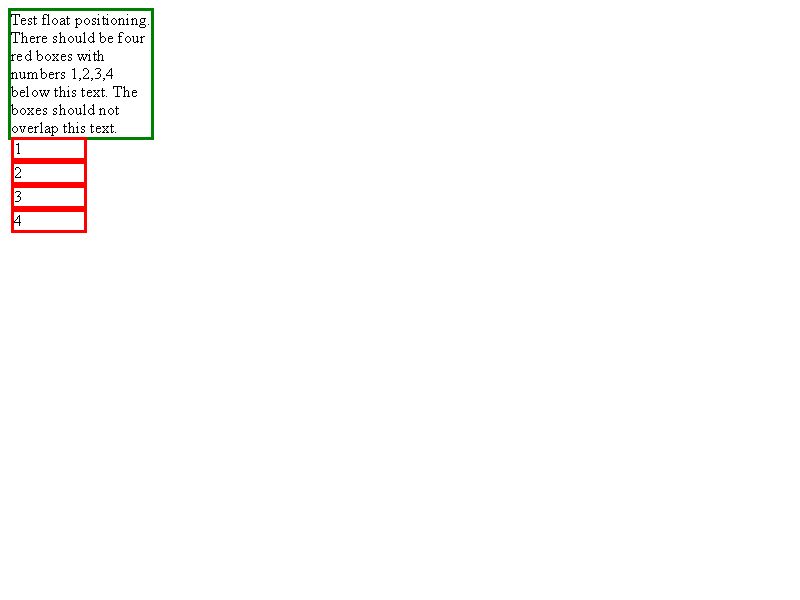 Test float positioning.
There should be four
red boxes with
numbers 1,2,3,4
below this text. The
boxes should not
overlap this text.
1
2
3
4